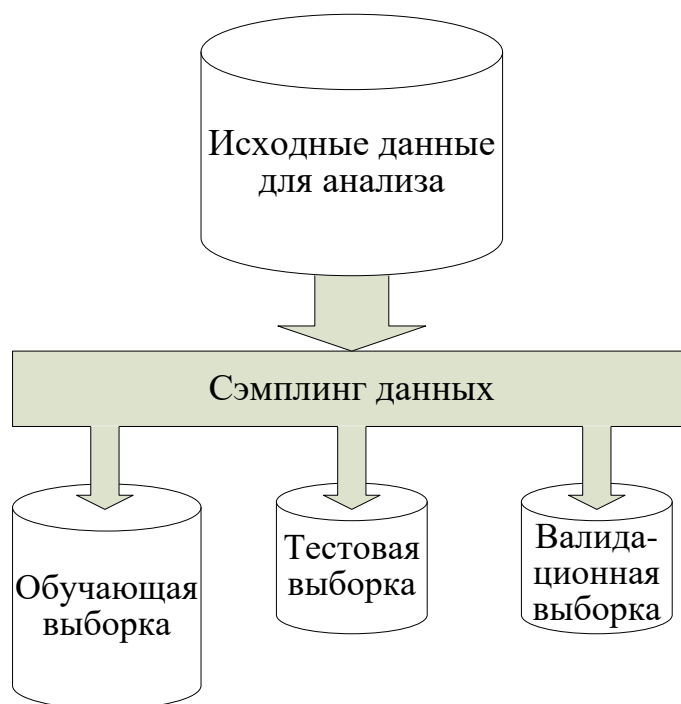 Исходные данные
для анализа
Сэмплинг данных
Обучающая
выборка
Тестовая
выборка
Валида-
ционная
выборка